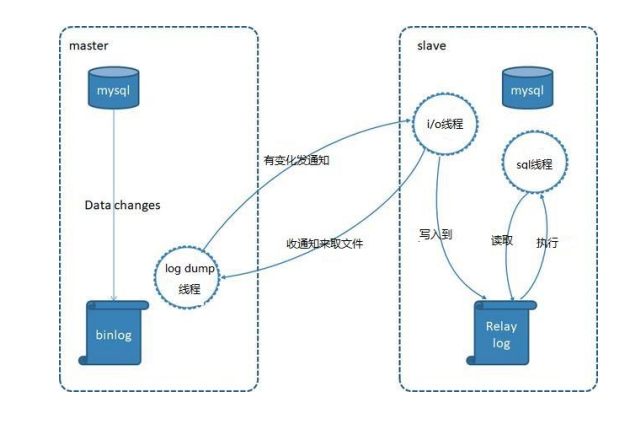 master
slave
mysql
mysql
i/o线程
有变化发通知
sql线程
Data changes
写入到
读取
执行
收通知来取文件
log dump
线程
binlog
Relay
log